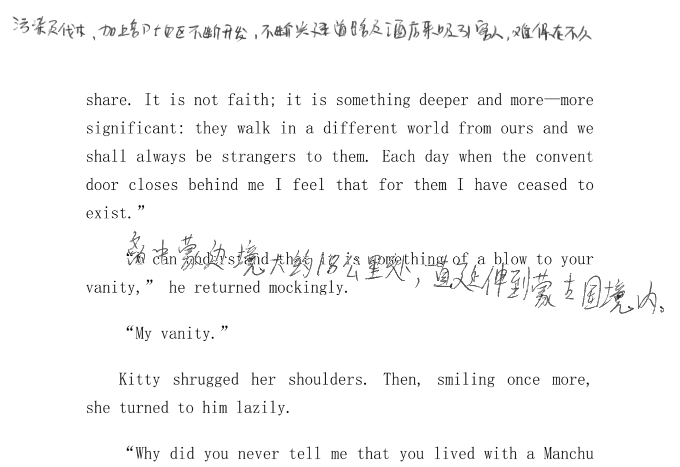 污染及伐木，加上各户地区不断开发，不断兴建道路及酒店来吸引客人，难保在不久
share. It is not faith; it is something deeper and more—more
significant: they walk in a different world from ours and we
shall always be strangers to them. Each day when the convent
door closes behind me I feel that for them I have ceased to
exist.”
离中蒙边境大约18公里处，直延伸到蒙古国境内。
“I can understand that it is something of a blow to your
vanity,” he returned mockingly.
“My vanity.”
Kitty shrugged her shoulders. Then, smiling once more,
she turned to him lazily.
“Why did you never tell me that you lived with a Manchu